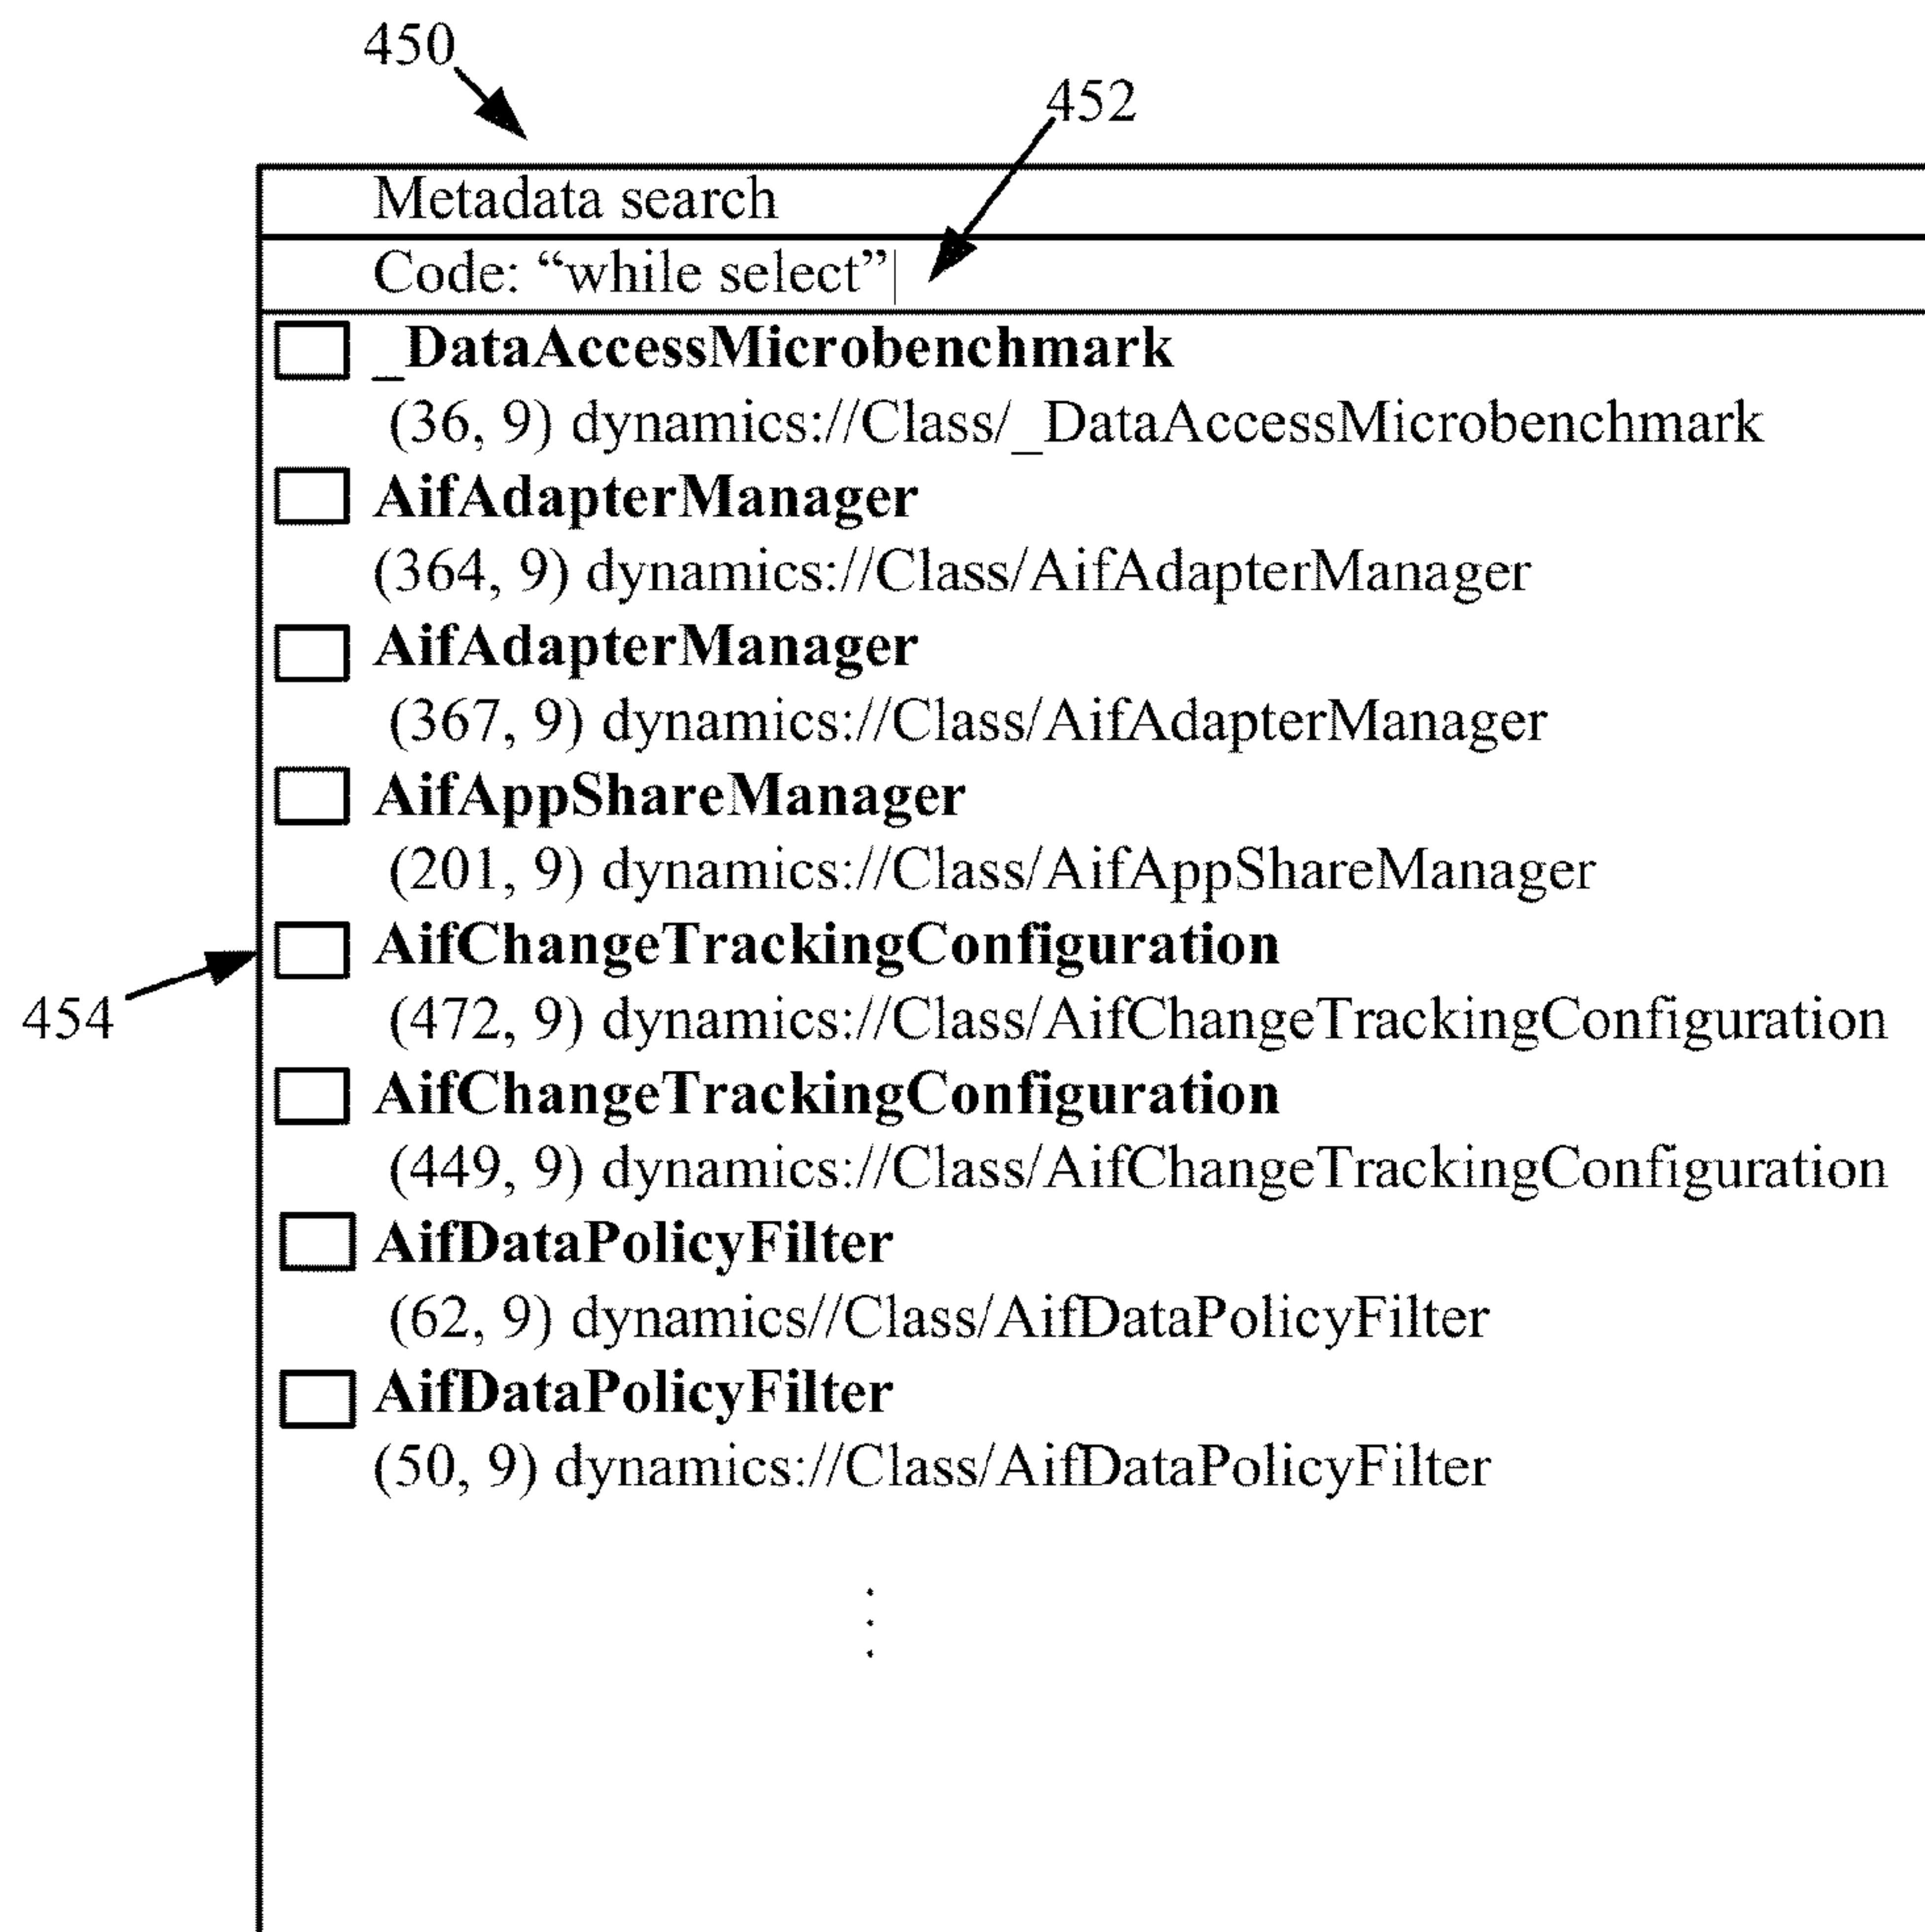 450
452
Metadata search
Code: “while select”|
_DataAccessMicrobenchmark
(36, 9) dynamics://Class/_DataAccessMicrobenchmark
AifAdapterManager
(364, 9) dynamics://Class/AifAdapterManager
AifAdapterManager
(367, 9) dynamics://Class/AifAdapterManager
AifAppShareManager
(201, 9) dynamics://Class/AifAppShareManager
AifChangeTrackingConfiguration
454
(472, 9) dynamics://Class/AifChangeTrackingConfiguration
AifChangeTrackingConfiguration
(449, 9) dynamics://Class/AifChangeTrackingConfiguration
AifDataPolicyFilter
(62, 9) dynamics//Class/AifDataPolicyFilter
AifDataPolicyFilter
(50, 9) dynamics://Class/AifDataPolicyFilter